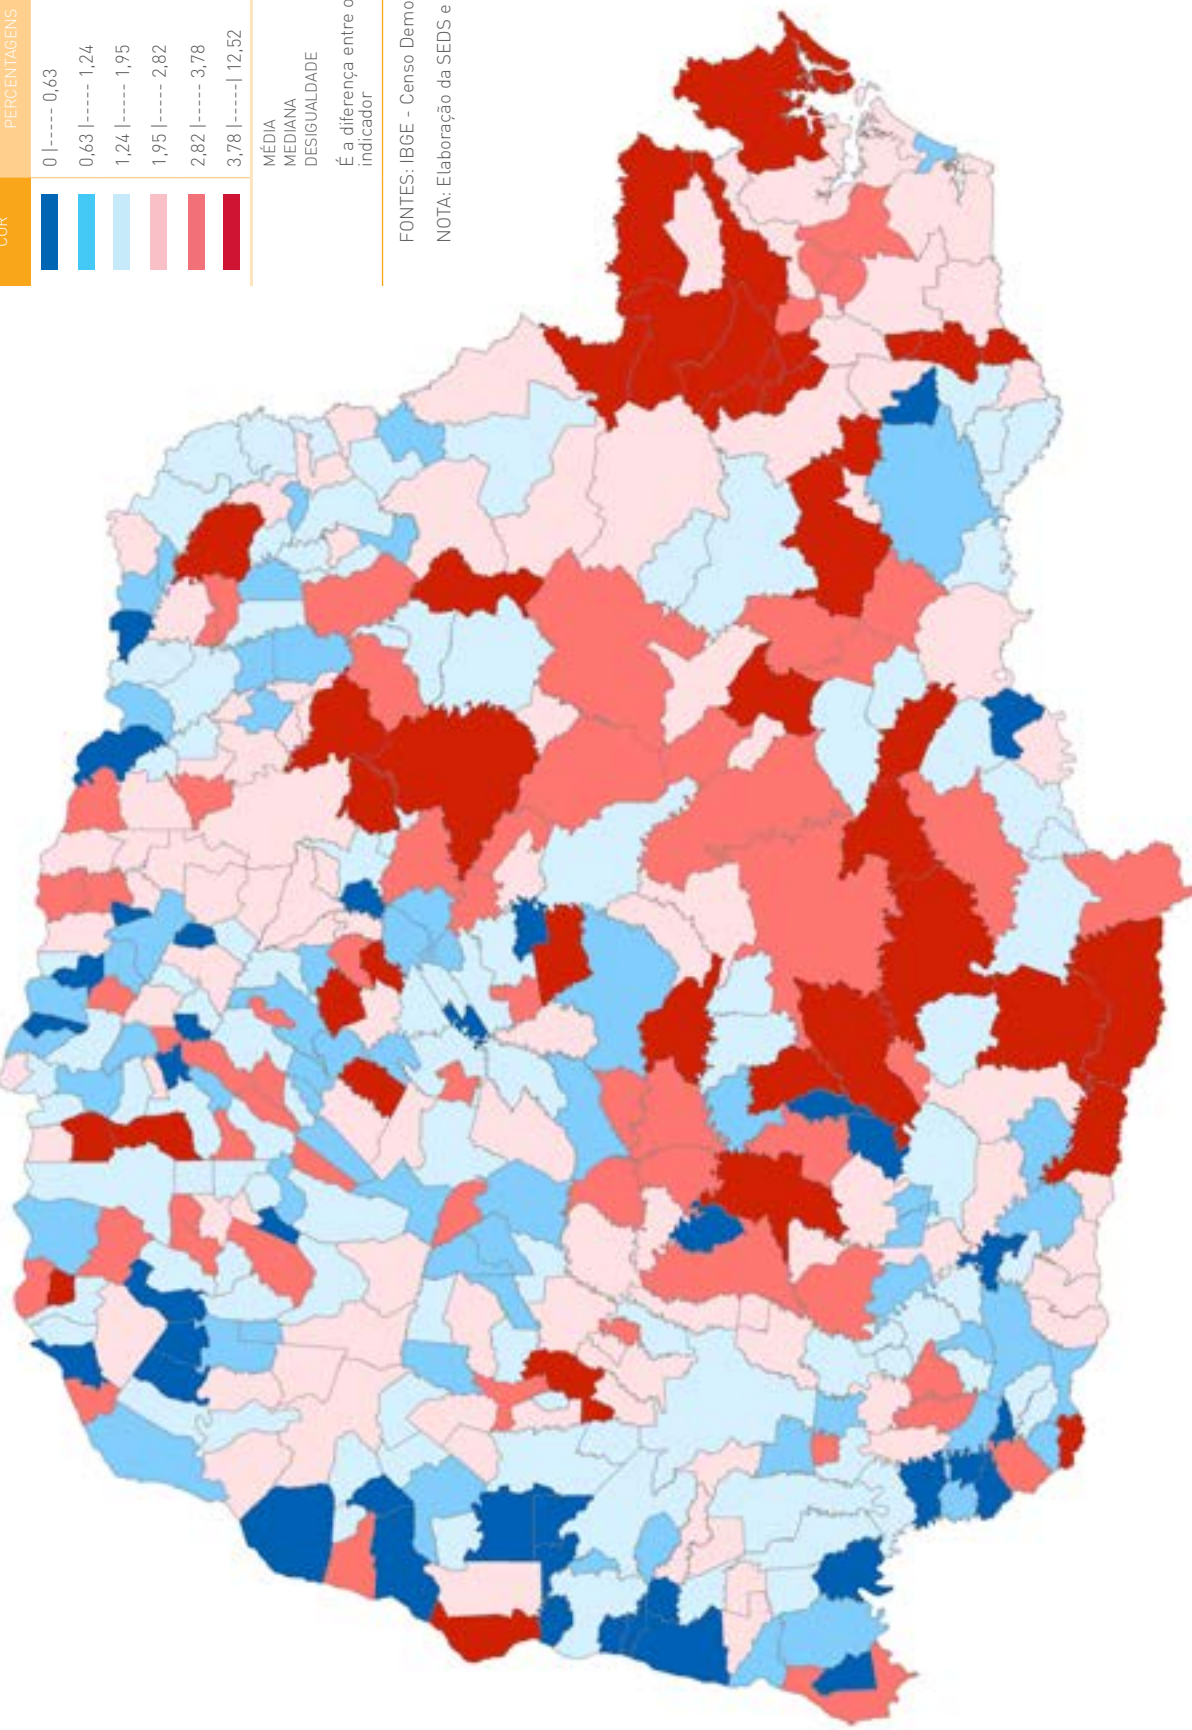 COR
PERCENTAGENS
0 |----- 0,63
0,63 |----- 1,24
1,24 |----- 1,95
1,95 |----- 2,82
2,82 |----- 3,78
3,78 |-----| 12,52
MÉDIA
MEDIANA
DESIGUALDADE
É a diferença entre o
indicador
FONTES: IBGE - Censo Demo
NOTA: Elaboração da SEDS e